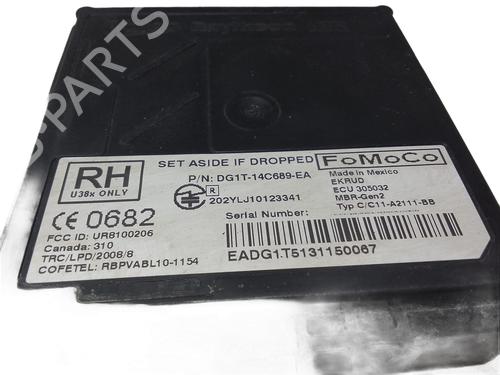 B-PARTS
RH
U38x ONLY
SET ASIDE IF DROPPED
FoMoCo
P/N: DG1T-14C689-EA
Made in Mexico
EKRUD
ECU 305032
MBR-Gen2
Typ C/C11-A2111-BB
R
202YLJ10123341
CE 0682
Serial Number:
FCC ID: UR8100206
Canada: 310
TRC/LPD/2008/8
COFETEL: RBPVABL10-1154
EADG1T5131150067